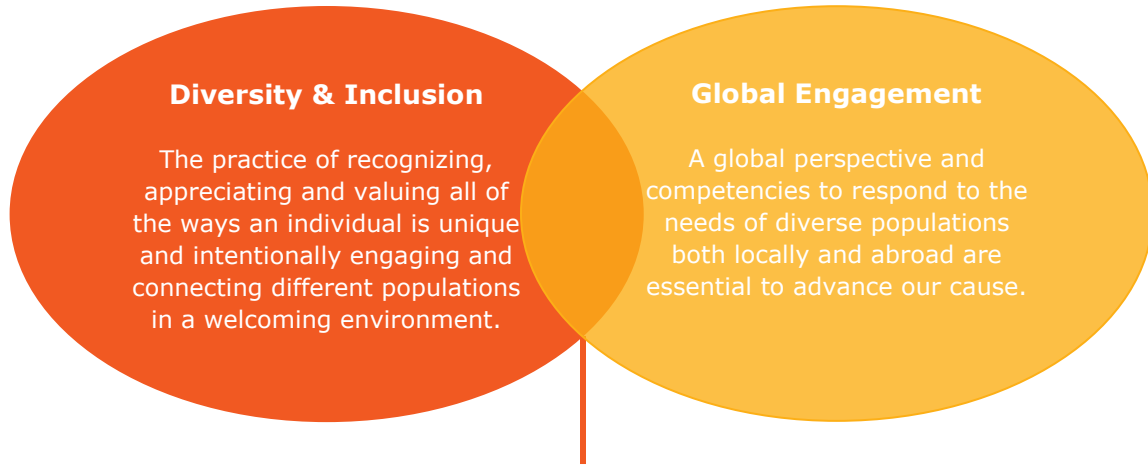 Diversity & Inclusion
The practice of recognizing,
appreciating and valuing all of
the ways an individual is unique
and intentionally engaging and
connecting different populations
in a welcoming environment.
Global Engagement
A global perspective and
competencies to respond to the
needs of diverse populations
both locally and abroad are
essential to advance our cause.